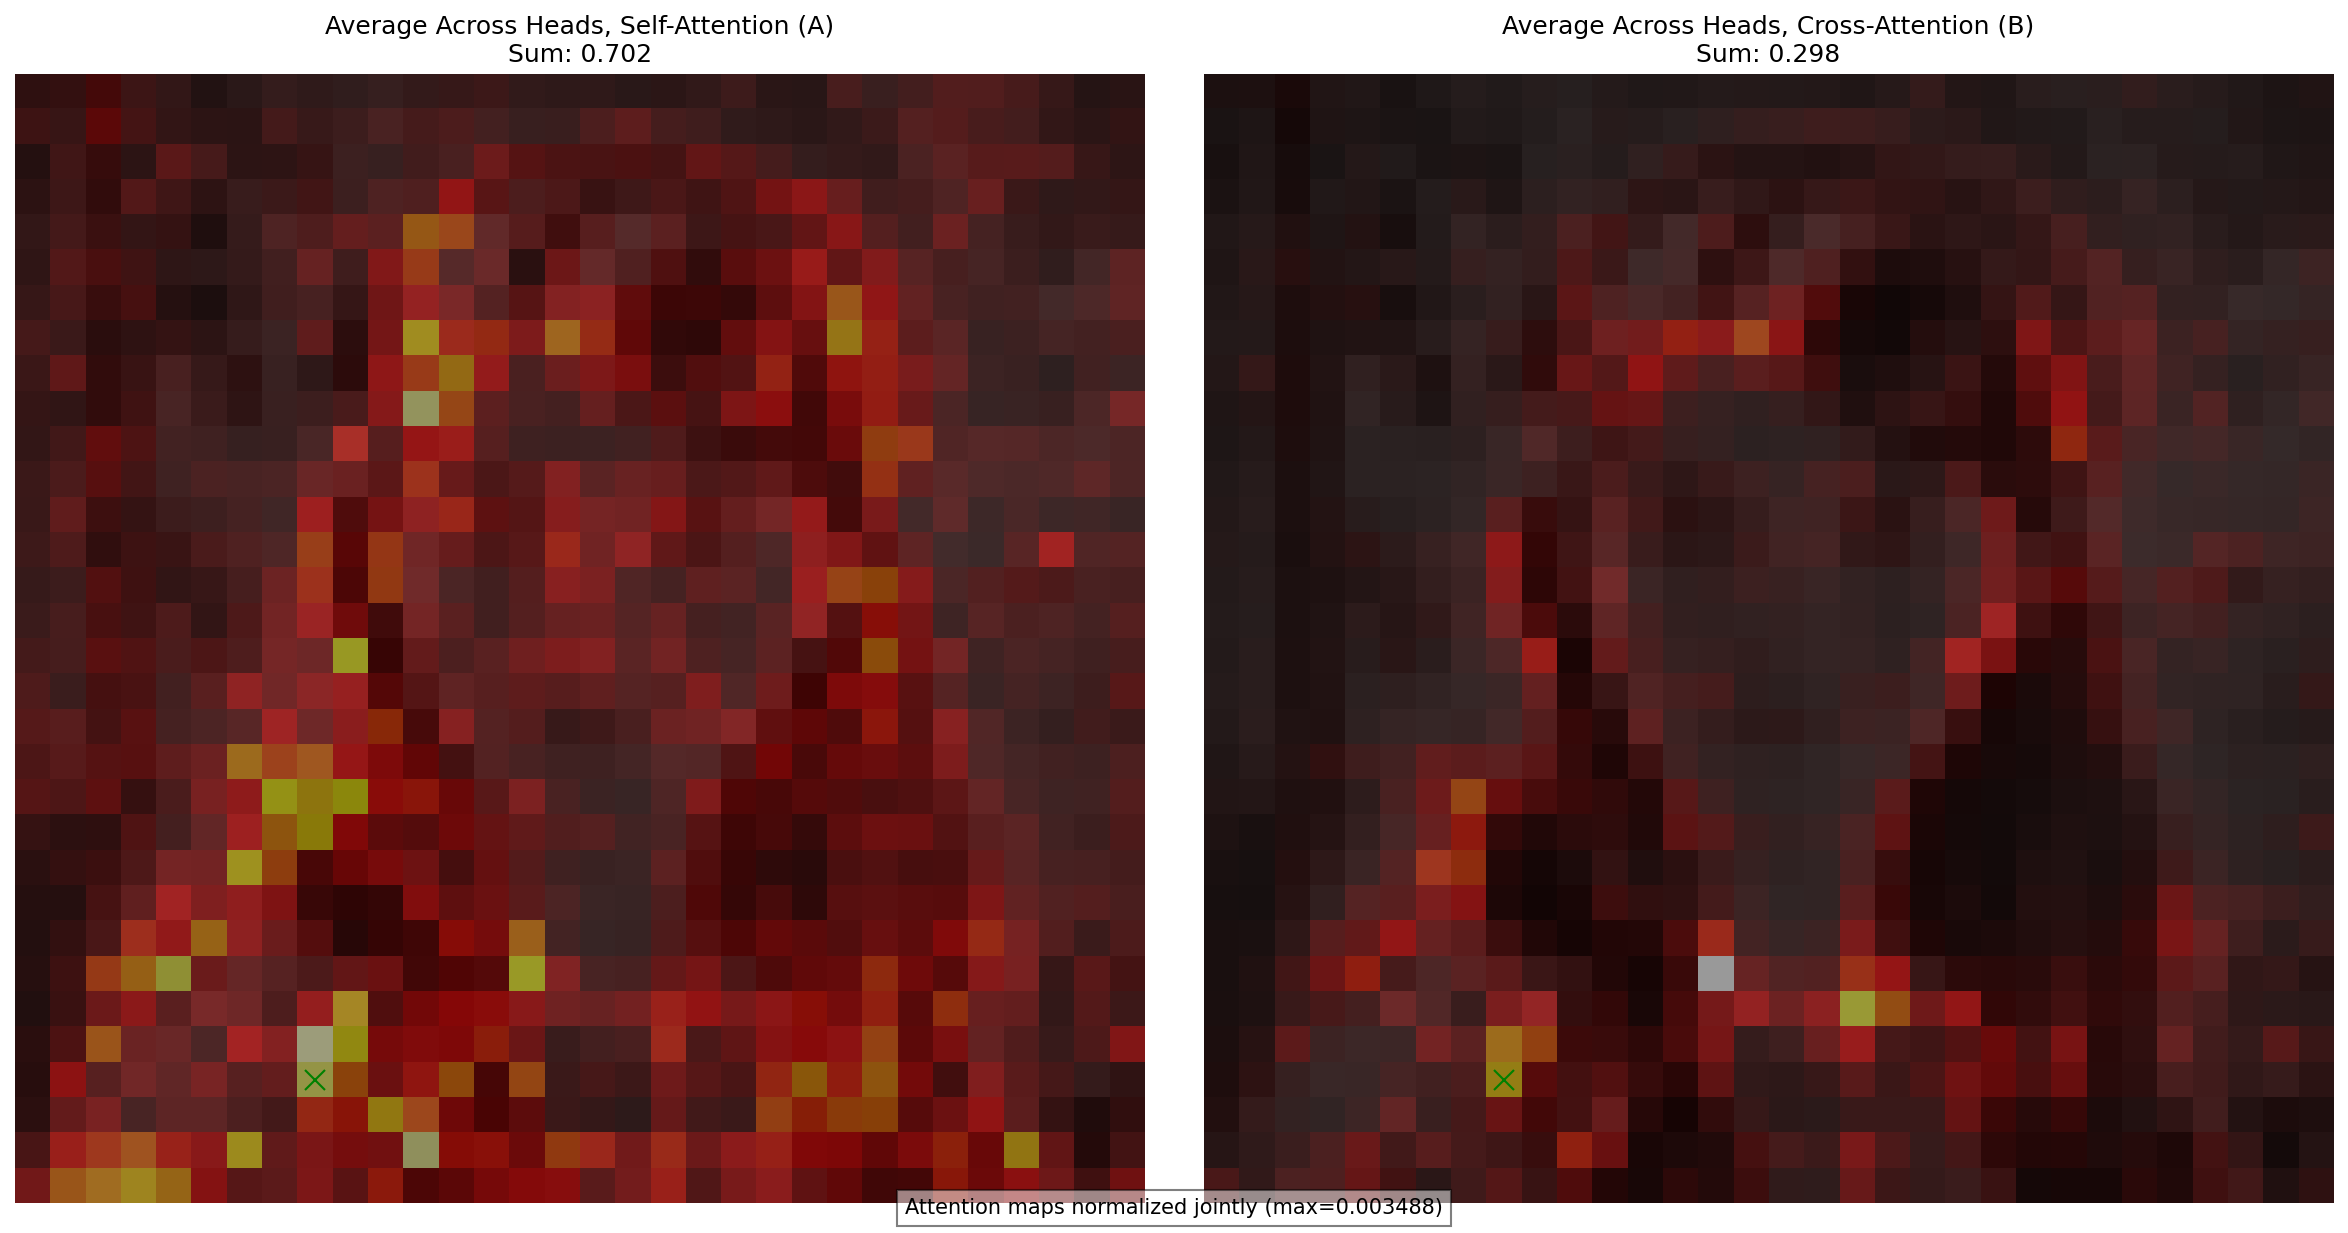 Average Across Heads, Self-Attention (A)
Sum: 0.702
Average Across Heads, Cross-Attention (B)
Sum: 0.298
Attention maps normalized jointly (max=0.003488)